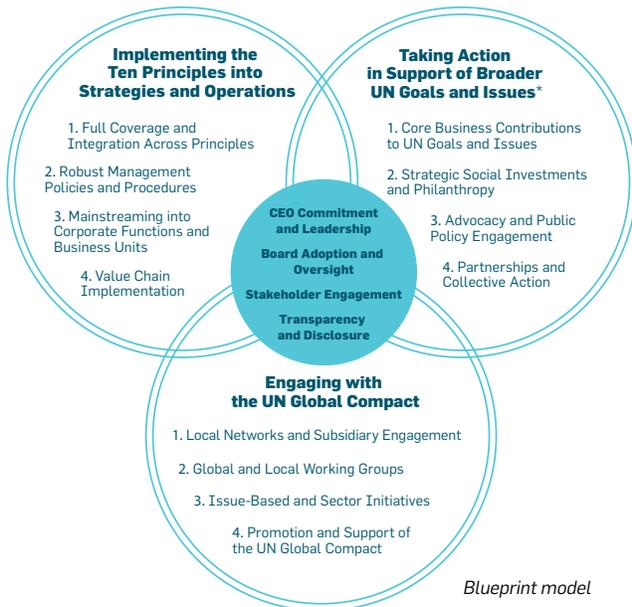 Implementing the
Ten Principles into
Strategies and Operations
1. Full Coverage and
Integration Across Principles
2. Robust Management
Policies and Procedures
3. Mainstreaming into
Corporate Functions and
Business Units
4. Value Chain
Implementation
Taking Action
in Support of Broader
UN Goals and Issues*
1. Core Business Contributions
to UN Goals and Issues
2. Strategic Social Investments
and Philanthropy
3. Advocacy and Public
Policy Engagement
4. Partnerships and
Collective Action
CEO Commitment
and Leadership
Board Adoption and
Oversight
Stakeholder Engagement
Transparency
and Disclosure
Engaging with
the UN Global Compact
1. Local Networks and Subsidiary Engagement
2. Global and Local Working Groups
3. Issue-Based and Sector Initiatives
4. Promotion and Support of
the UN Global Compact
Blueprint model